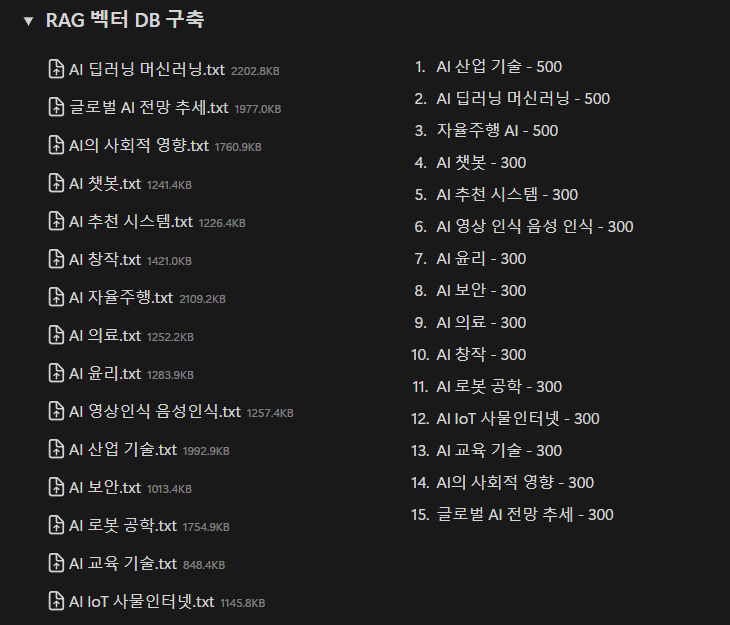 RAG 벡터 DB 구축
AI 딥러닝 머신러닝.txt 2202.8KB
글로벌 AI 전망 추세.txt 1977.0KB
AI의 사회적 영향.txt 1760.9KB
AI 챗봇.txt 1241.4KB
AI 추천 시스템.txt 1226.4KB
AI 창작.txt 1421.0KB
AI 자율주행.txt 2109.2KB
AI 의료.txt 1252.2KB
AI 윤리.txt 1283.9KB
AI 영상인식 음성인식.txt 1257.4KB
AI 산업 기술.txt 1992.9KB
AI 보안.txt 1013.4KB
AI 로봇 공학.txt 1754.9KB
AI 교육 기술.txt 848.4KB
AI IoT 사물인터넷.txt 1145.8KB
1. AI 산업 기술 - 500
2. AI 딥러닝 머신러닝 - 500
3. 자율주행 AI - 500
4. AI 챗봇 - 300
5. AI 추천 시스템 - 300
6. AI 영상 인식 음성 인식 - 300
7. AI 윤리 - 300
8. AI 보안 - 300
9. AI 의료 - 300
10. AI 창작 - 300
11. AI 로봇 공학 - 300
12. AI IoT 사물인터넷 - 300
13. AI 교육 기술 - 300
14. AI의 사회적 영향 - 300
15. 글로벌 AI 전망 추세 - 300